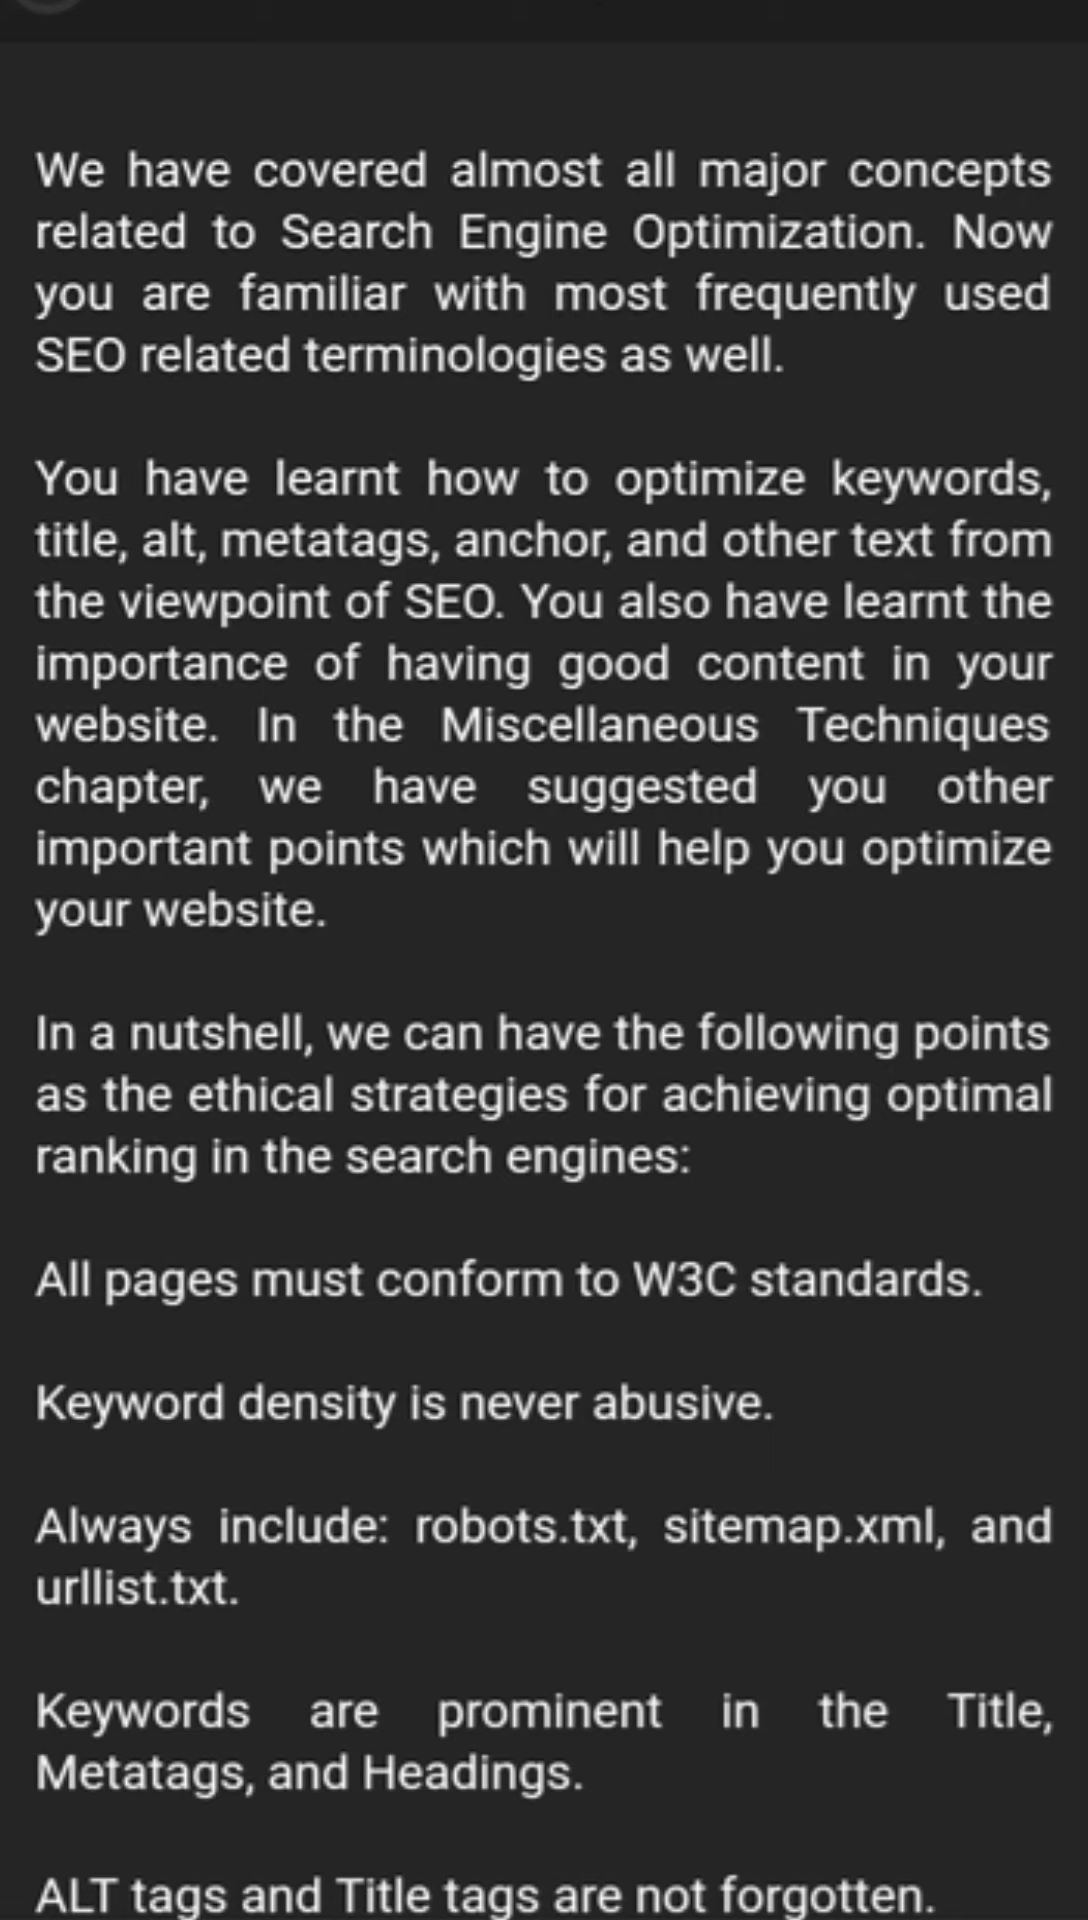 We have covered almost all major concepts
related to Search Engine Optimization. Now
you are familiar with most frequently used
SEO related terminologies as well.
You have learnt how to optimize keywords,
title, alt, metatags, anchor, and other text from
the viewpoint of SEO. You also have learnt the
importance of having good content in your
website. In the Miscellaneous Techniques
chapter, we have suggested you other
important points which will help you optimize
your website.
In a nutshell, we can have the following points
as the ethical strategies for achieving optimal
ranking in the search engines:
All pages must conform to W3C standards.
Keyword density is never abusive.
Always include: robots.txt, sitemap.xml, and
urllist.txt.
Keywords are prominent in the Title,
Metatags, and Headings.
ALT tags and Title tags are not forgotten.